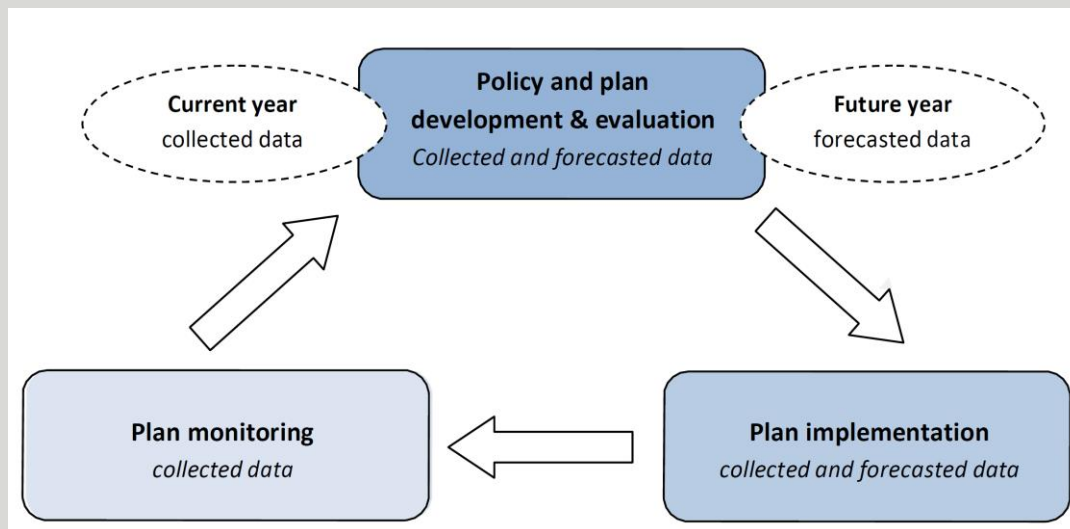 Policy and plan
development & evaluation
Collected and forecasted data
Current year
collected data
Future year
forecasted data
Plan monitoring
collected data
Plan implementation
collected and forecasted data